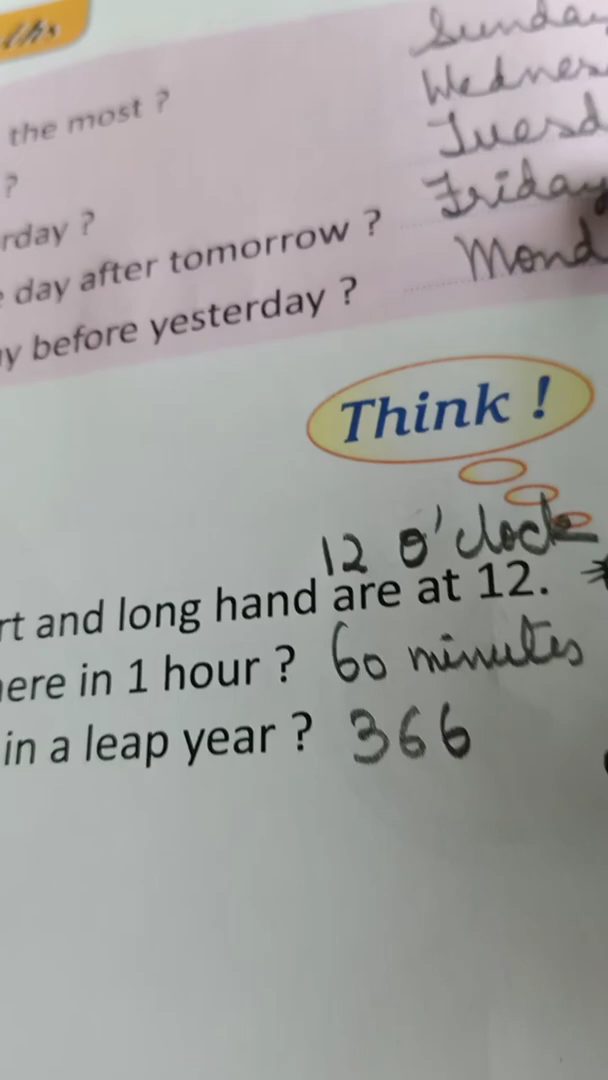 the most ? Sunda
? Wednes
rday ? Tuesd
day after tomorrow ? Friday
y before yesterday ? Mond
Think !
12 o'clock
rt and long hand are at 12.
ere in 1 hour ? 60 minutes
in a leap year ? 366